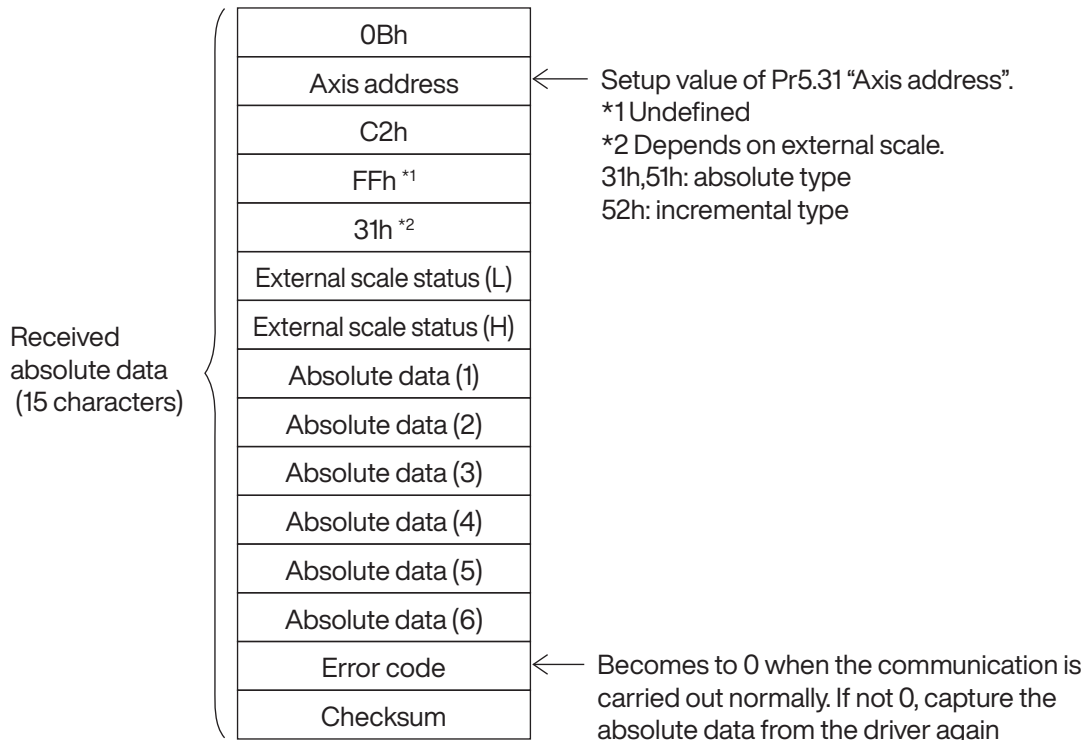 0Bh
Axis address
C2h
FFh *1
31h *2
External scale status (L)
External scale status (H)
Absolute data (1)
Absolute data (2)
Absolute data (3)
Absolute data (4)
Absolute data (5)
Absolute data (6)
Error code
Checksum
Received
absolute data
(15 characters)
Setup value of Pr5.31 “Axis address”.
*1 Undefined
*2 Depends on external scale.
31h,51h: absolute type
52h: incremental type
Becomes to 0 when the communication is
carried out normally. If not 0, capture the
absolute data from the driver again